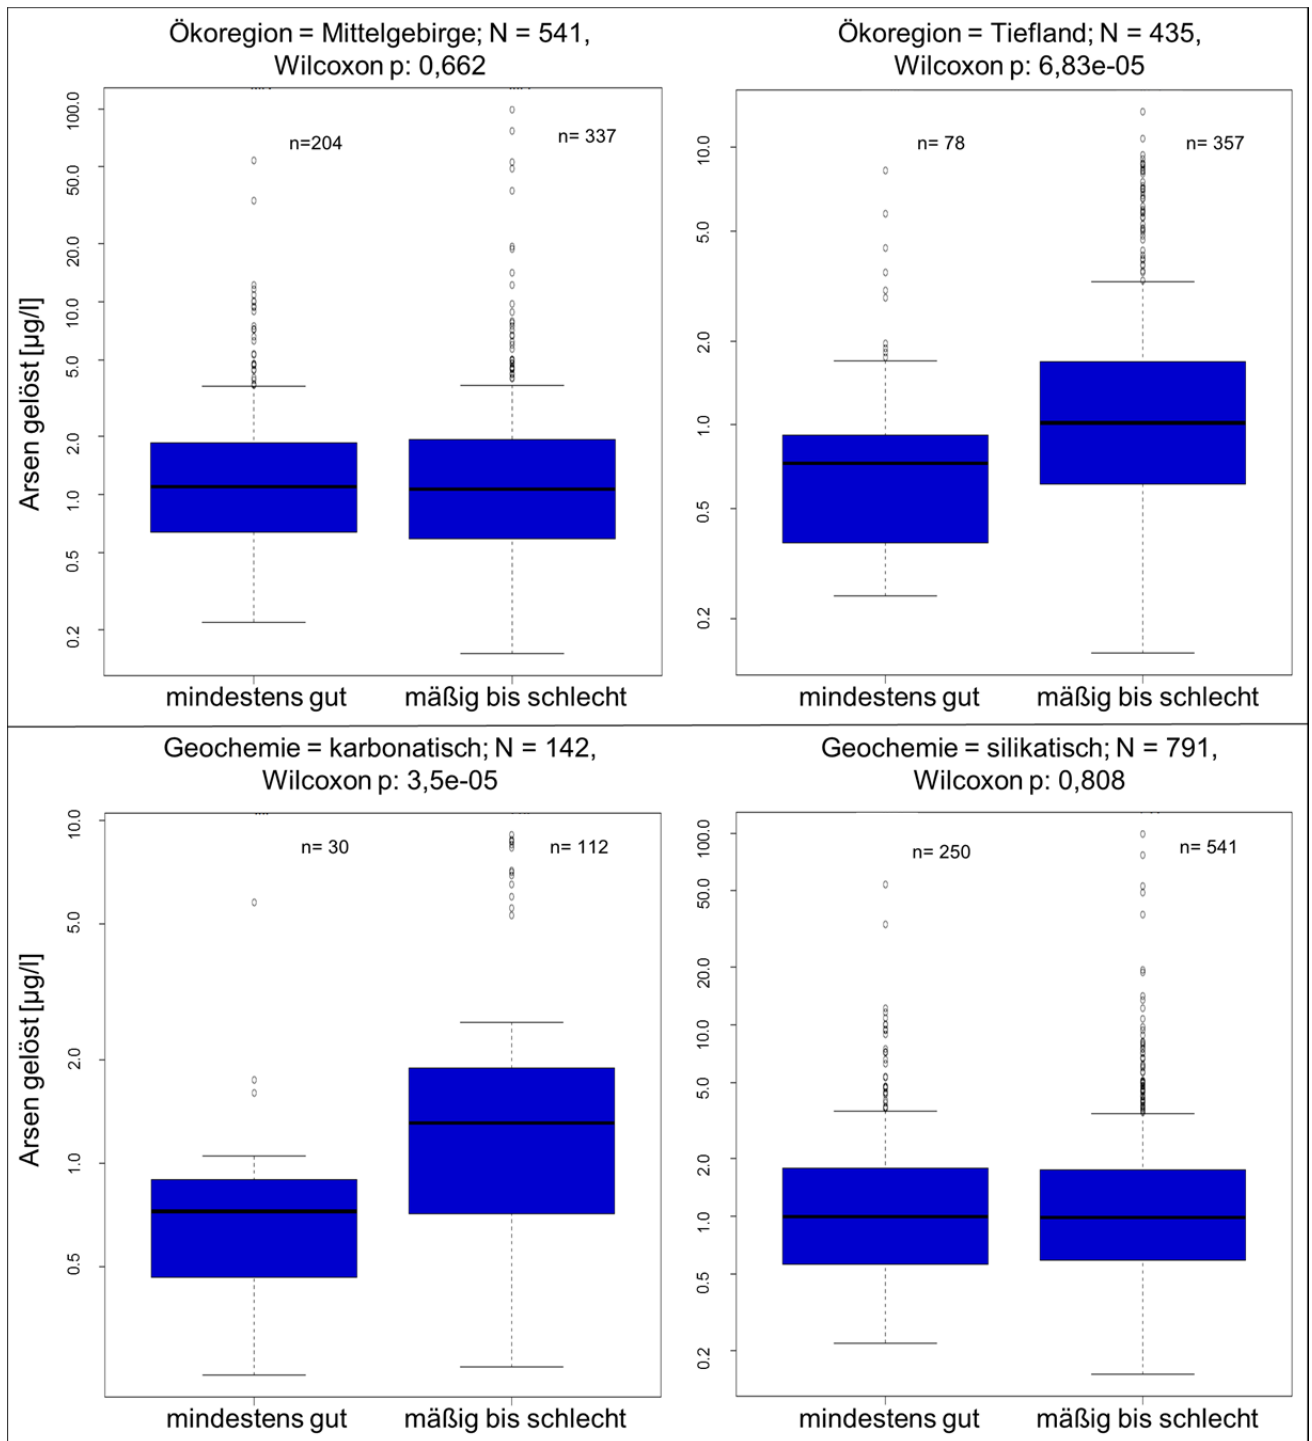 Ökoregion = Mittelgebirge; N = 541,
Wilcoxon p: 0,662
Arsen gelöst [µg/l]
100.0
50.0
20.0
10.0
5.0
2.0
1.0
0.5
0.2
n=204
n= 337
mindestens gut
mäßig bis schlecht
Ökoregion = Tiefland; N = 435,
Wilcoxon p: 6,83e-05
10.0
5.0
2.0
1.0
0.5
0.2
n= 78
n= 357
mindestens gut
mäßig bis schlecht
Geochemie = karbonatisch; N = 142,
Wilcoxon p: 3,5e-05
Arsen gelöst [µg/l]
10.0
5.0
2.0
1.0
0.5
n= 30
n= 112
mindestens gut
mäßig bis schlecht
Geochemie = silikatisch; N = 791,
Wilcoxon p: 0,808
100.0
50.0
20.0
10.0
5.0
2.0
1.0
0.5
0.2
n= 250
n= 541
mindestens gut
mäßig bis schlecht